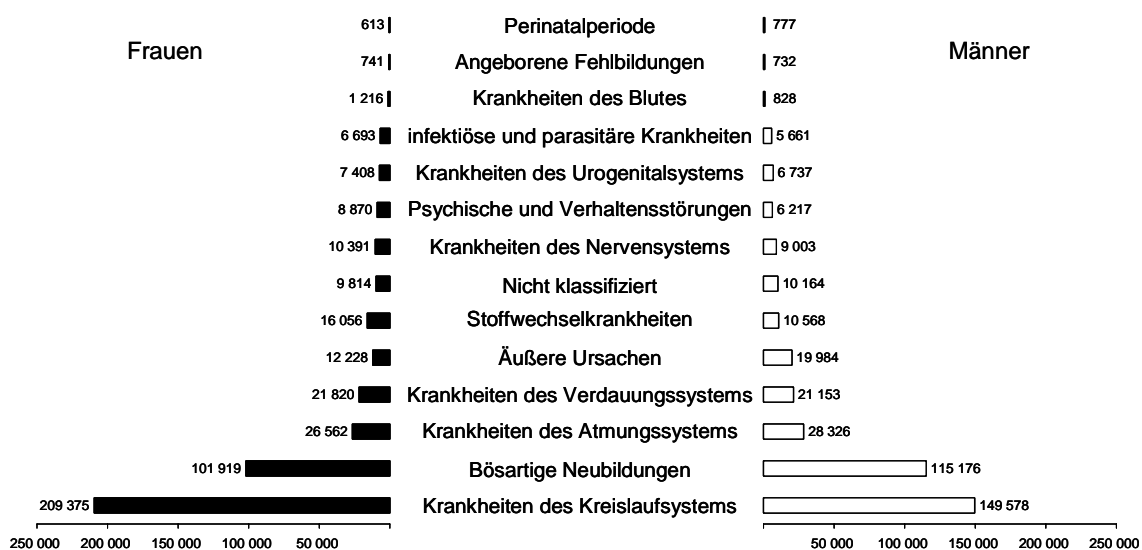 613 Perinatalperiode 777
Frauen Männer
741 Angeborene Fehlbildungen 732
1 216 Krankheiten des Blutes 828
6 693 infektiöse und parasitäre Krankheiten 5 661
7 408 Krankheiten des Urogenitalsystems 6 737
8 870 Psychische und Verhaltensstörungen 6 217
10 391 Krankheiten des Nervensystems 9 003
9 814 Nicht klassifiziert 10 164
16 056 Stoffwechselkrankheiten 10 568
12 228 Äußere Ursachen 19 984
21 820 Krankheiten des Verdauungssystems 21 153
26 562 Krankheiten des Atmungssystems 28 326
101 919 Bösartige Neubildungen 115 176
209 375 Krankheiten des Kreislaufsystems 149 578
250 000 200 000 150 000 100 000 50 000 50 000 100 000 150 000 200 000 250 000